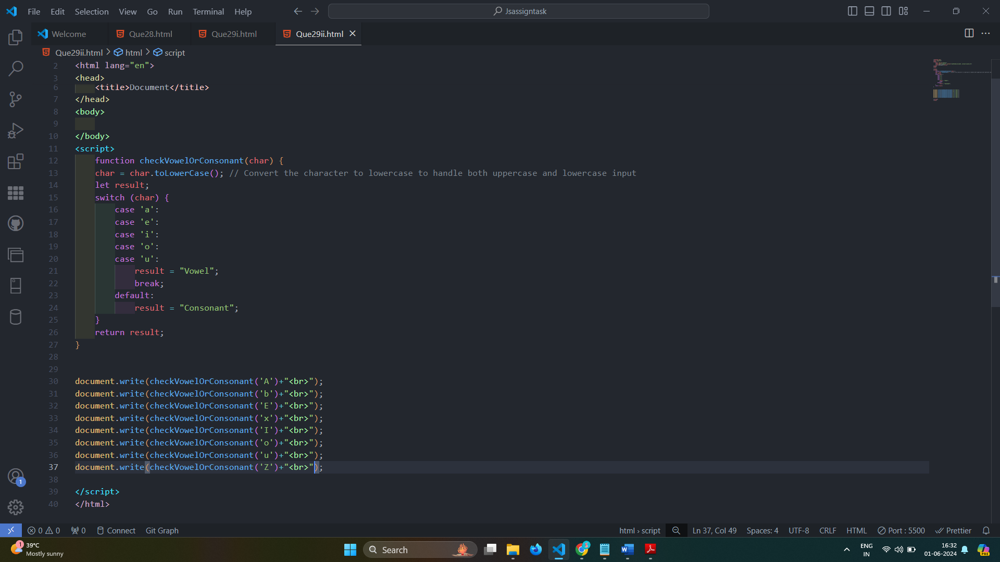 File Edit Selection View Go Run Terminal Help Jsassigntask
Welcome Que28.html Que29i.html Que29ii.html
Que29ii.html > html > script
2 <html lang="en">
3 <head>
6 <title>Document</title>
7 </head>
8 <body>
9
10 </body>
11 <script>
12 function checkVowelOrConsonant(char) {
13 char = char.toLowerCase(); // Convert the character to lowercase to handle both uppercase and lowercase input
14 let result;
15 switch (char) {
16 case 'a':
17 case 'e':
18 case 'i':
19 case 'o':
20 case 'u':
21 result = "Vowel";
22 break;
23 default:
24 result = "Consonant";
25 }
26 return result;
27 }
28
29
30 document.write(checkVowelOrConsonant('A')+"<br>");
31 document.write(checkVowelOrConsonant('b')+"<br>");
32 document.write(checkVowelOrConsonant('E')+"<br>");
33 document.write(checkVowelOrConsonant('x')+"<br>");
34 document.write(checkVowelOrConsonant('I')+"<br>");
35 document.write(checkVowelOrConsonant('o')+"<br>");
36 document.write(checkVowelOrConsonant('u')+"<br>");
37 document.write(checkVowelOrConsonant('Z')+"<br>");
38
39 </script>
40 </html>
1
0 0 0 Connect Git Graph html › script Ln 37, Col 49 Spaces: 4 UTF-8 CRLF HTML Port : 5500 Prettier
1 39°C Search ENG 16:32
Mostly sunny IN 01-06-2024 PRE